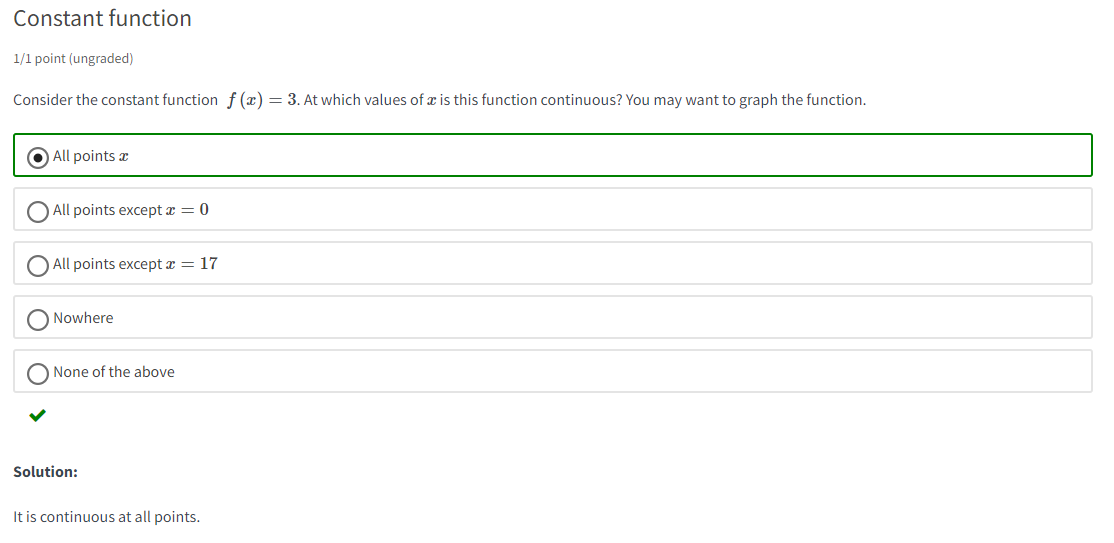 Constant function
1/1 point (ungraded)
Consider the constant function f (x) = 3. At which values of x is this function continuous? You may want to graph the function.
All points x
All points except x = 0
All points except x = 17
Nowhere
None of the above
Solution:
It is continuous at all points.